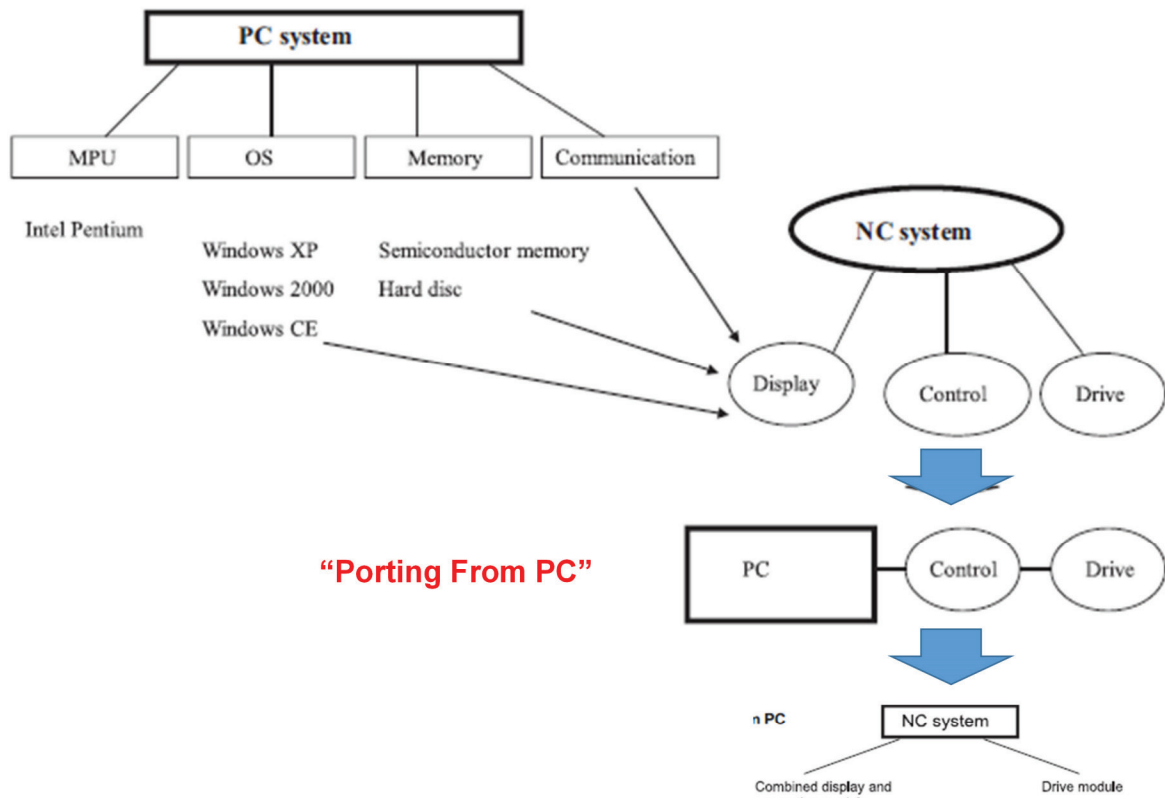 PC system
MPU
OS
Memory
Communication
Intel Pentium
Windows XP
Windows 2000
Windows CE
Semiconductor memory
Hard disc
NC system
Display
Control
Drive
“Porting From PC”
PC
Control
Drive
n PC
NC system
Combined display and
Drive module